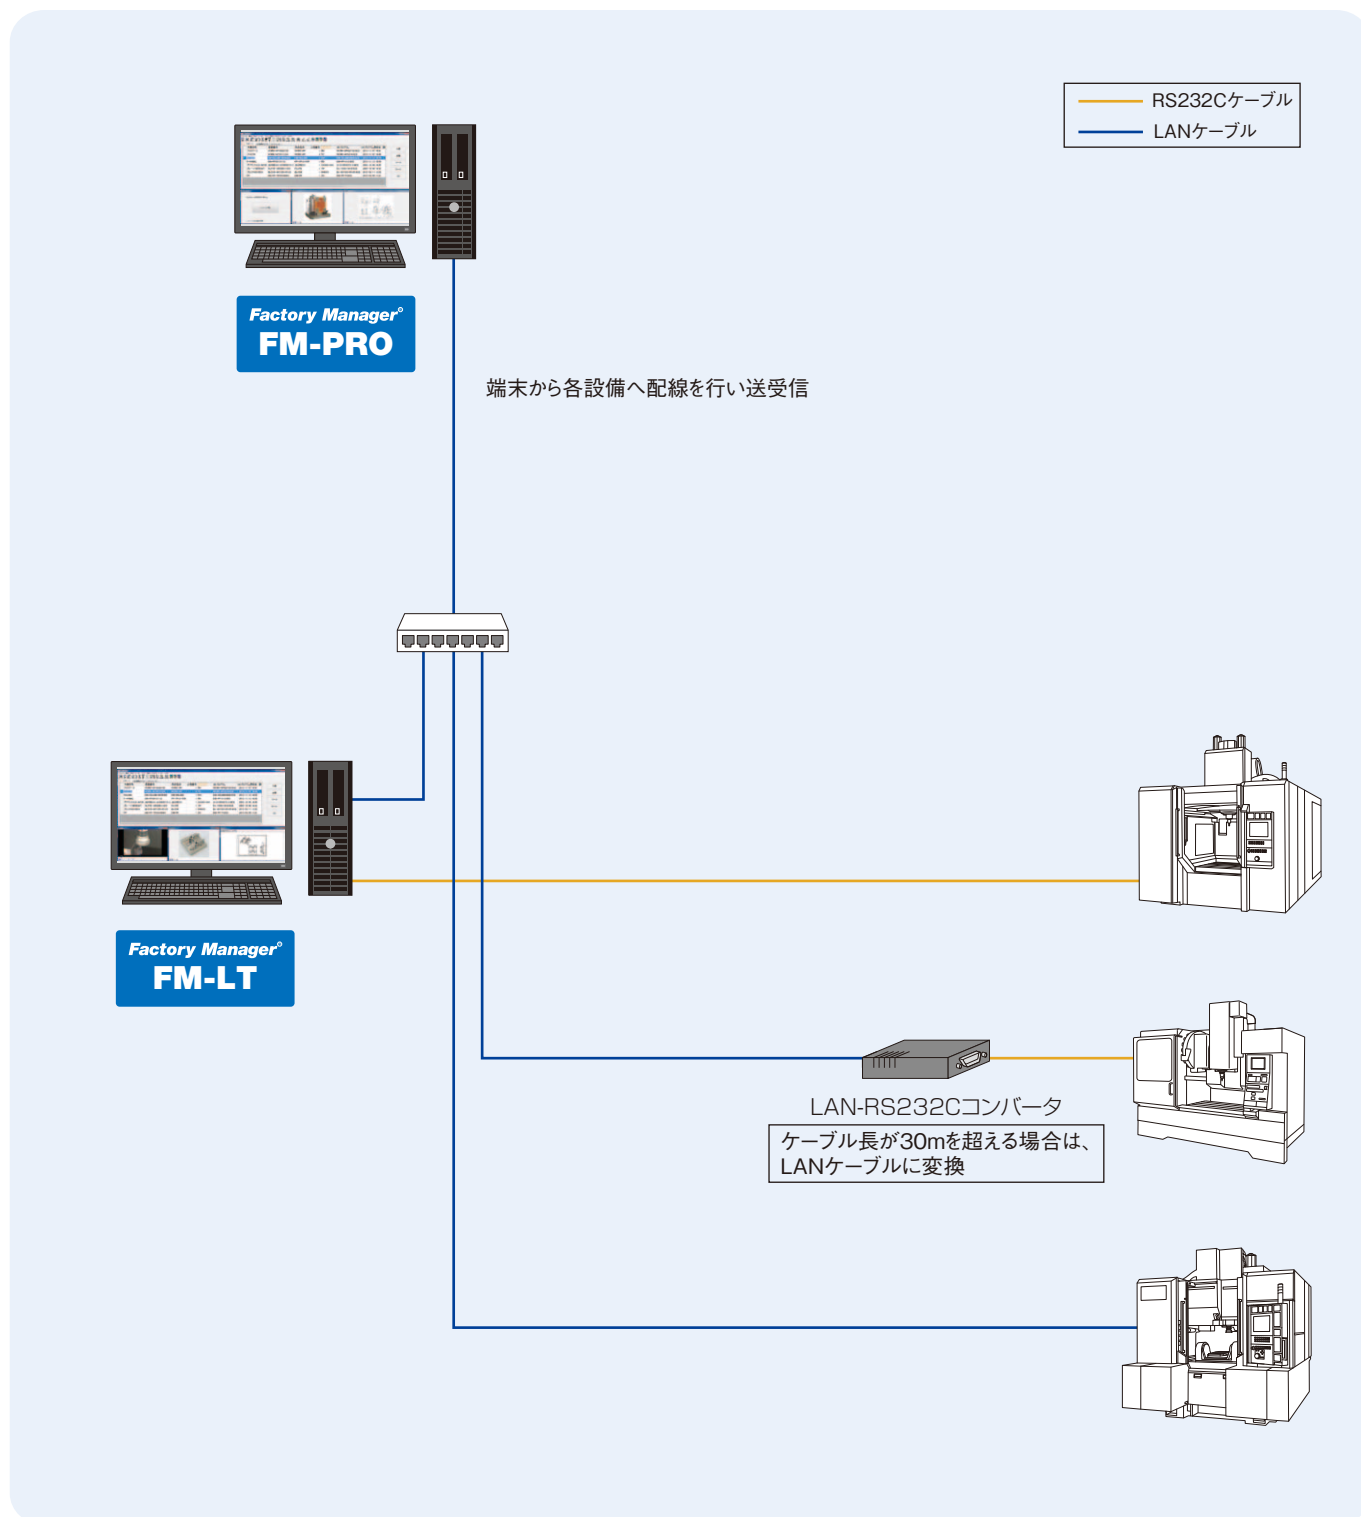 RS232Cケーブル
LANケーブル
Factory Manager®
FM-PRO
端末から各設備へ配線を行い送受信
Factory Manager®
FM-LT
LAN-RS232Cコンバータ
ケーブル長が30mを超える場合は、
LANケーブルに変換